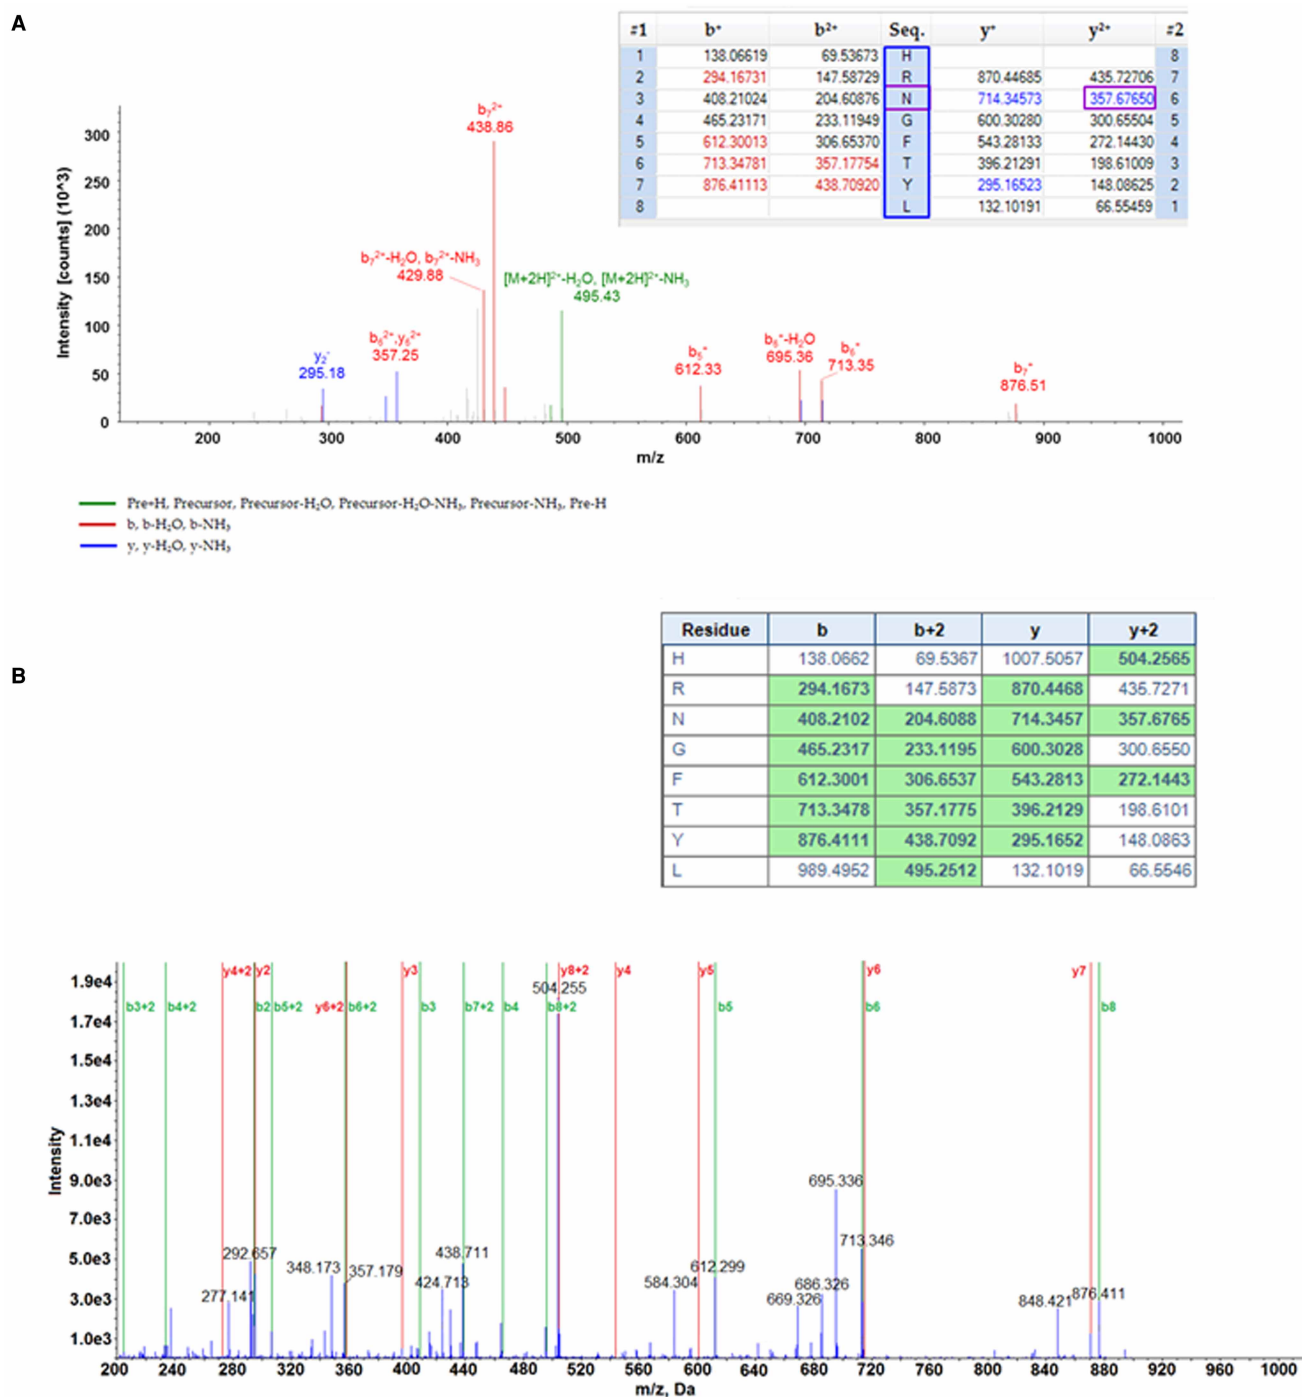 A
#1 b⁺ b²⁺ Seq. y⁺ y²⁺ #2
1 138.06619 69.53673 H 8
2 294.16731 147.58729 R 870.44685 435.72706 7
3 408.21024 204.60876 N 714.34573 357.67650 6
4 465.23171 233.11949 G 600.30280 300.65504 5
5 612.30013 306.65370 F 543.28133 272.14430 4
6 713.34781 357.17754 T 396.21291 198.61009 3
7 876.41113 438.70920 Y 295.16523 148.08625 2
8 L 132.10191 66.55459 1
Intensity [counts] (10^3)
300
250
200
150
100
50
0
b₇²⁺
438.86
b₇²⁺-H₂O, b₇²⁺-NH₃
429.88
[M+2H]²⁺-H₂O, [M+2H]²⁺-NH₃
495.43
b₆²⁺,y₆²⁺
357.25
y₂⁺
295.18
b₅⁺
612.33
b₆⁺-H₂O
695.36
b₆⁺
713.35
b₇⁺
876.51
200 300 400 500 600 700 800 900 1000
m/z
Pre+H, Precursor, Precursor-H₂O, Precursor-H₂O-NH₃, Precursor-NH₃, Pre-H
b, b-H₂O, b-NH₃
y, y-H₂O, y-NH₃
B
Residue b b+2 y y+2
H 138.0662 69.5367 1007.5057 504.2565
R 294.1673 147.5873 870.4468 435.7271
N 408.2102 204.6088 714.3457 357.6765
G 465.2317 233.1195 600.3028 300.6550
F 612.3001 306.6537 543.2813 272.1443
T 713.3478 357.1775 396.2129 198.6101
Y 876.4111 438.7092 295.1652 148.0863
L 989.4952 495.2512 132.1019 66.5546
Intensity
1.9e4
1.7e4
1.5e4
1.3e4
1.1e4
9.0e3
7.0e3
5.0e3
3.0e3
1.0e3
y4+2 y2 y3 y8+2 y4 y5 y6 y7
504.255
b3+2 b4+2 b2 b5+2 y6+2 b6+2 b3 b7+2 b4 b8+2 b5 b6 b8
695.336
292.657 438.711 713.346
348.173 357.179 612.299
277.141 424.713 584.304 686.326
669.326 848.421 876.411
200 240 280 320 360 400 440 480 520 560 600 640 680 720 760 800 840 880 920 960 1000
m/z, Da